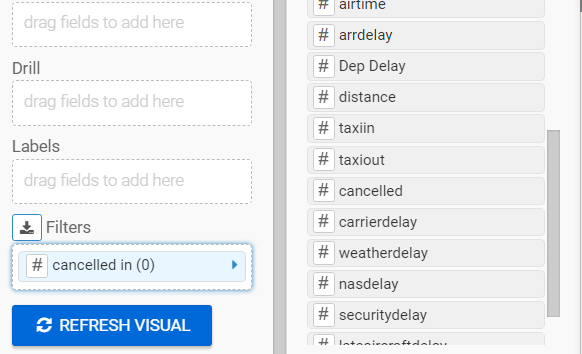 drag fields to add here
Drill
drag fields to add here
Labels
drag fields to add here
Filters
# cancelled in (0)
REFRESH VISUAL
# airtime
# arrdelay
# Dep Delay
# distance
# taxiin
# taxiout
# cancelled
# carrierdelay
# weatherdelay
# nasdelay
# securitydelay
# lateaircraftdelay